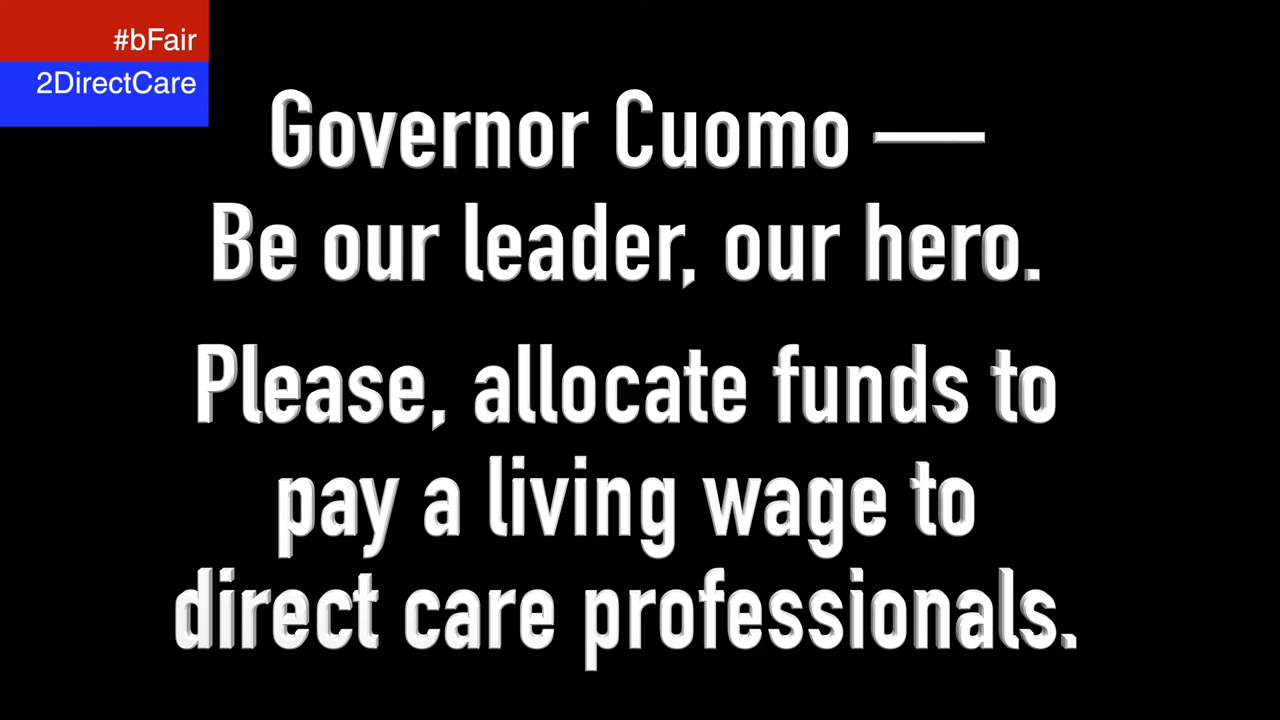 #bFair
2DirectCare
Governor Cuomo —
Be our leader, our hero.
Please, allocate funds to
pay a living wage to
direct care professionals.